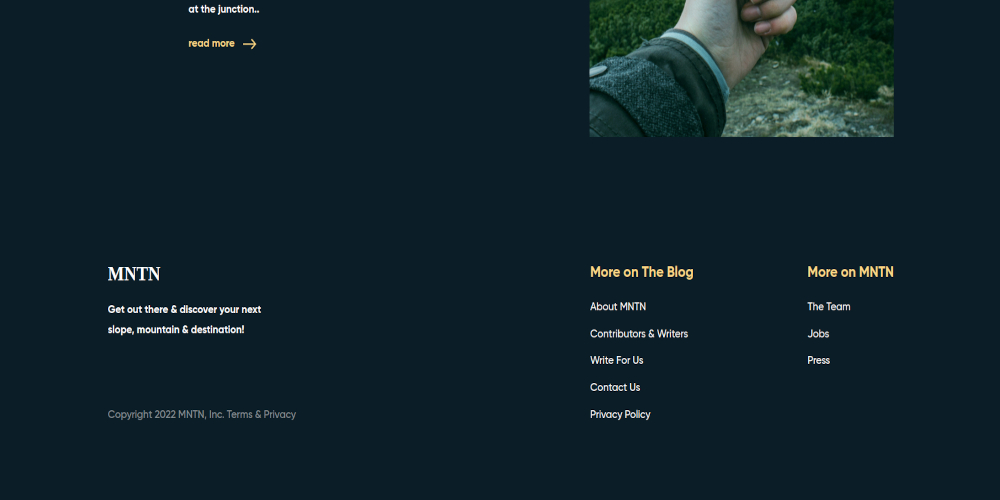 at the junction..
read more
MNTN
Get out there & discover your next
slope, mountain & destination!
Copyright 2022 MNTN, Inc. Terms & Privacy
More on The Blog
About MNTN
Contributors & Writers
Write For Us
Contact Us
Privacy Policy
More on MNTN
The Team
Jobs
Press